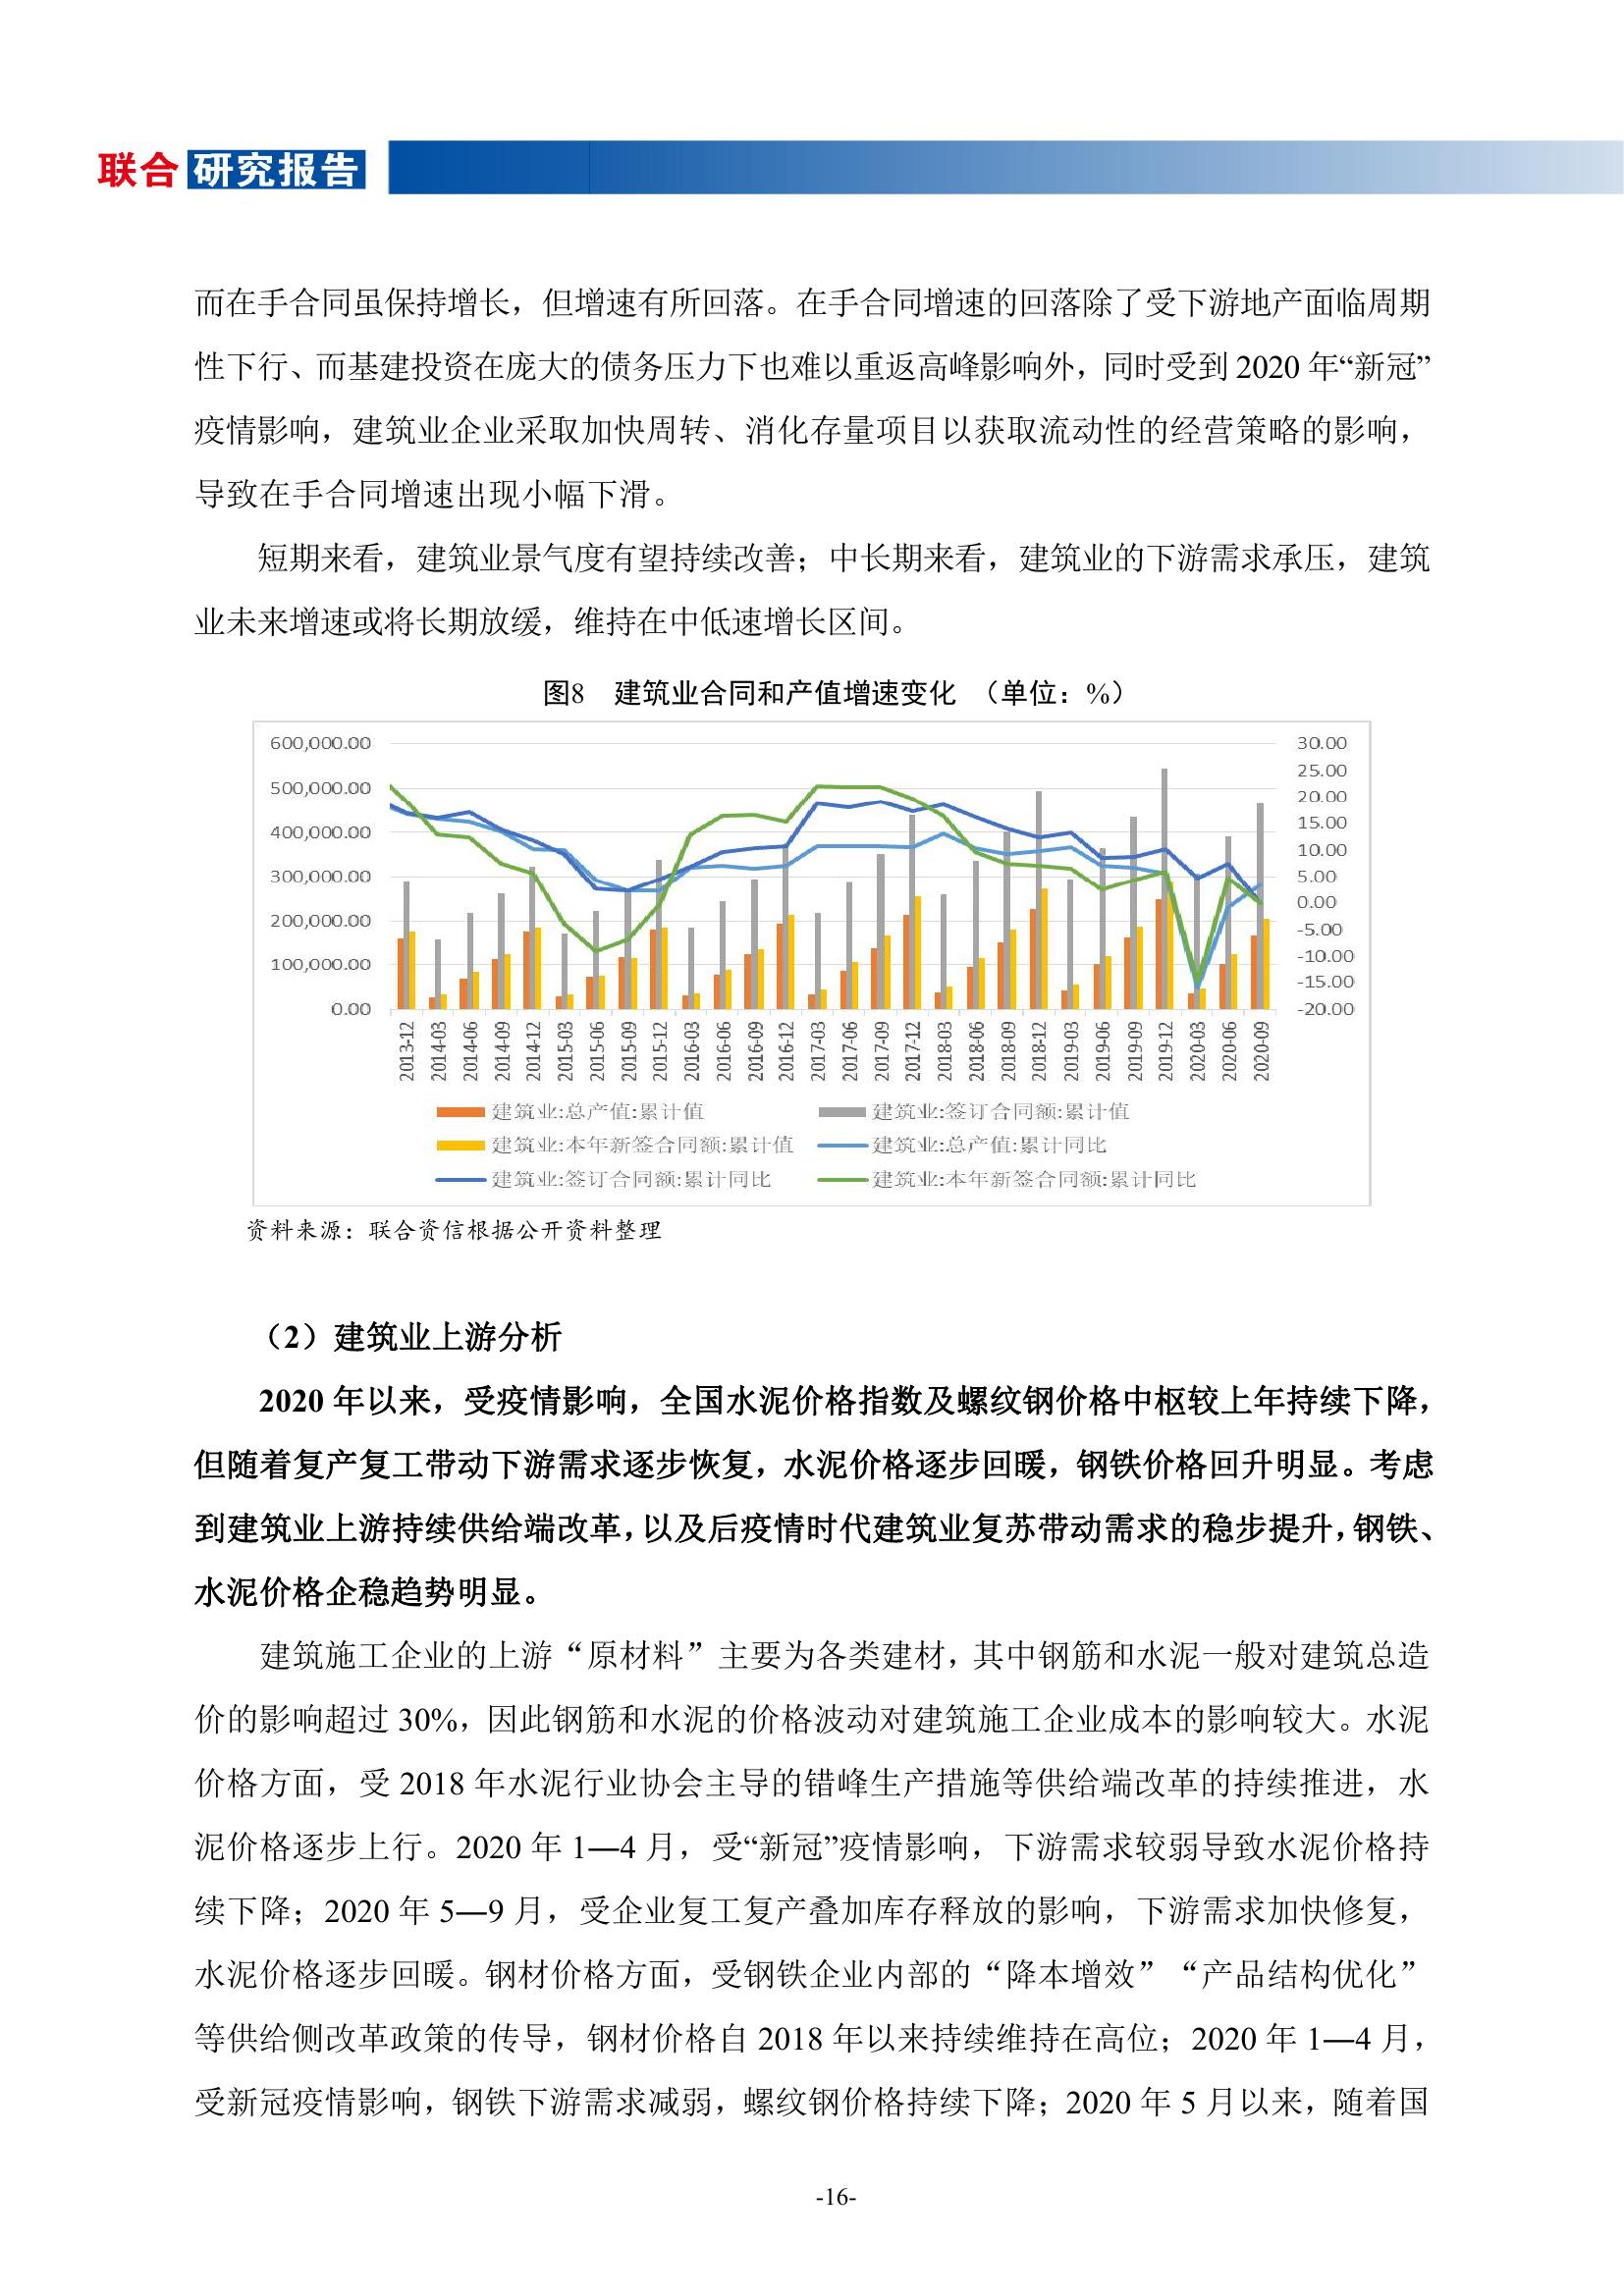 联合 研究报告
而在手合同虽保持增长，但增速有所回落。在手合同增速的回落除了受下游地产面临周期
性下行、而基建投资在庞大的债务压力下也难以重返高峰影响外，同时受到 2020 年“新冠”
疫情影响，建筑业企业采取加快周转、消化存量项目以获取流动性的经营策略的影响，
导致在手合同增速出现小幅下滑。
短期来看，建筑业景气度有望持续改善；中长期来看，建筑业的下游需求承压，建筑
业未来增速或将长期放缓，维持在中低速增长区间。
图8 建筑业合同和产值增速变化 （单位：%）
600,000.00
500,000.00
400,000.00
300,000.00
200,000.00
100,000.00
0.00
30.00
25.00
20.00
15.00
10.00
5.00
0.00
-5.00
-10.00
-15.00
-20.00
2013-12
2014-03
2014-06
2014-09
2014-12
2015-03
2015-06
2015-09
2015-12
2016-03
2016-06
2016-09
2016-12
2017-03
2017-06
2017-09
2017-12
2018-03
2018-06
2018-09
2018-12
2019-03
2019-06
2019-09
2019-12
2020-03
2020-06
2020-09
建筑业:总产值:累计值
建筑业:签订合同额:累计值
建筑业:本年新签合同额:累计值
建筑业:总产值:累计同比
建筑业:签订合同额:累计同比
建筑业:本年新签合同额:累计同比
资料来源：联合资信根据公开资料整理
（2）建筑业上游分析
2020 年以来，受疫情影响，全国水泥价格指数及螺纹钢价格中枢较上年持续下降，
但随着复产复工带动下游需求逐步恢复，水泥价格逐步回暖，钢铁价格回升明显。考虑
到建筑业上游持续供给端改革，以及后疫情时代建筑业复苏带动需求的稳步提升，钢铁、
水泥价格企稳趋势明显。
建筑施工企业的上游“原材料”主要为各类建材，其中钢筋和水泥一般对建筑总造
价的影响超过 30%，因此钢筋和水泥的价格波动对建筑施工企业成本的影响较大。水泥
价格方面，受 2018 年水泥行业协会主导的错峰生产措施等供给端改革的持续推进，水
泥价格逐步上行。2020 年 1—4 月，受“新冠”疫情影响，下游需求较弱导致水泥价格持
续下降；2020 年 5—9 月，受企业复工复产叠加库存释放的影响，下游需求加快修复，
水泥价格逐步回暖。钢材价格方面，受钢铁企业内部的“降本增效”“产品结构优化”
等供给侧改革政策的传导，钢材价格自 2018 年以来持续维持在高位；2020 年 1—4 月，
受新冠疫情影响，钢铁下游需求减弱，螺纹钢价格持续下降；2020 年 5 月以来，随着国
-16-